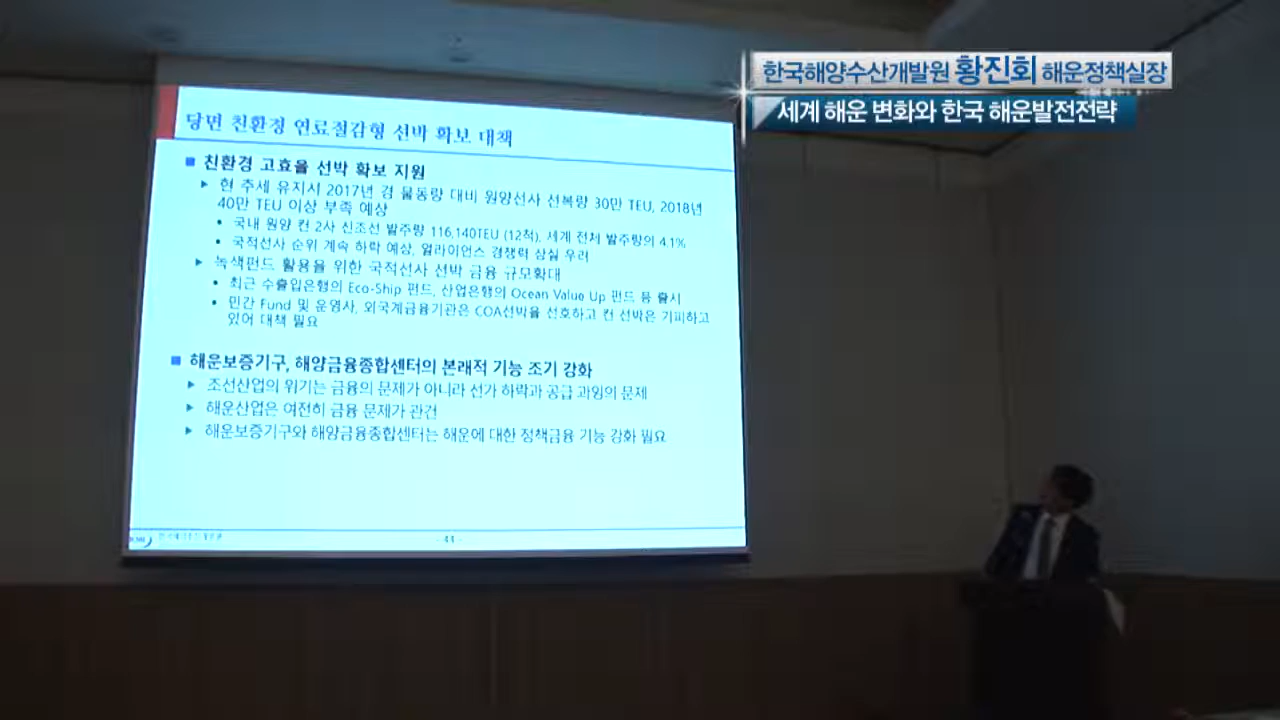 한국해양수산개발원 황진회 해운정책실장
세계 해운 변화와 한국 해운발전전략
당면 친환경 연료절감형 선박 확보 대책
■ 친환경 고효율 선박 확보 지원
▶ 현 추세 유지시 2017년 경 물동량 대비 원양선사 선복량 30만 TEU, 2018년
40만 TEU 이상 부족 예상
• 국내 원양 컨 2사 신조선 발주량 116,140TEU (12척), 세계 전체 발주량의 4.1%
• 국적선사 순위 계속 하락 예상, 얼라이언스 경쟁력 상실 우려
▶ 녹색펀드 활용을 위한 국적선사 선박 금융 규모확대
• 최근 수출입은행의 Eco-Ship 펀드, 산업은행의 Ocean Value Up 펀드 등 출시
• 민간 Fund 및 운영사, 외국계금융기관은 COA선박을 선호하고 컨 선박은 기피하고
있어 대책 필요
■ 해운보증기구, 해양금융종합센터의 본래적 기능 조기 강화
▶ 조선산업의 위기는 금융의 문제가 아니라 선가 하락과 공급 과잉의 문제
▶ 해운산업은 여전히 금융 문제가 관건
▶ 해운보증기구와 해양금융종합센터는 해운에 대한 정책금융 기능 강화 필요